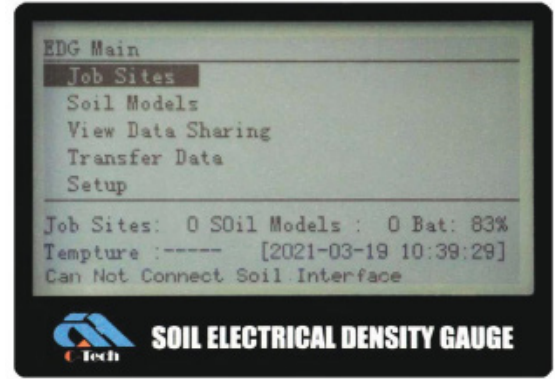 EDG Main
Job Sites
Soil Models
View Data Sharing
Transfer Data
Setup
Job Sites: 0 SOil Models : 0 Bat: 83%
Tempture :----- [2021-03-19 10:39:29]
Can Not Connect Soil Interface
C-Tech
SOIL ELECTRICAL DENSITY GAUGE